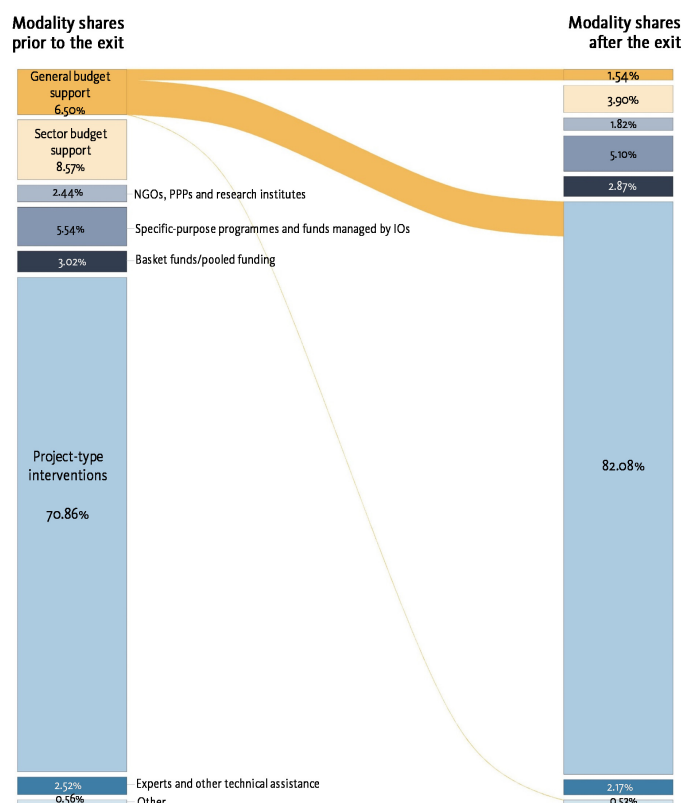 Modality shares
prior to the exit
Modality shares
after the exit
General budget
support
6.50%
1.54%
3.90%
Sector budget
support
8.57%
1.82%
5.10%
2.44%
NGOs, PPPs and research institutes
2.87%
5.54%
Specific-purpose programmes and funds managed by IOs
3.02%
Basket funds/pooled funding
Project-type
interventions
70.86%
82.08%
2.52%
Experts and other technical assistance
2.17%
0.56%
Other
0.53%